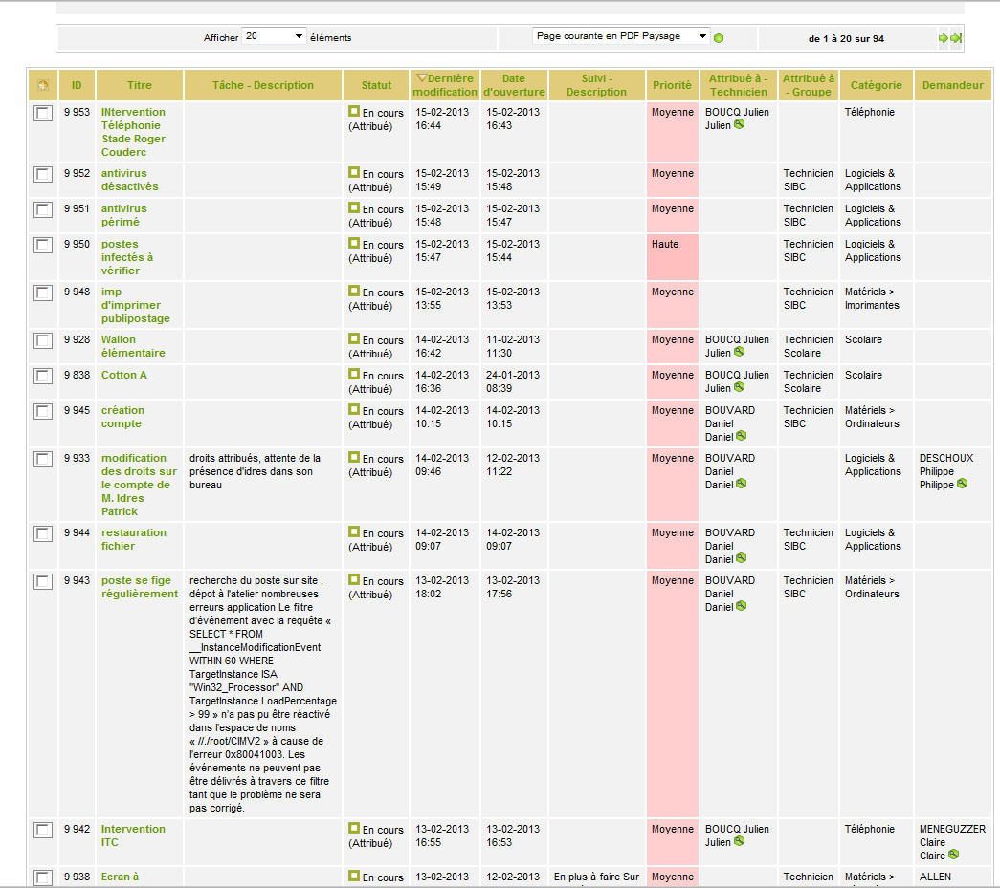 Afficher 20 éléments Page courante en PDF Paysage de 1 à 20 sur 94
ID Titre Tâche - Description Statut Dernière modification Date d'ouverture Suivi - Description Priorité Attribué à - Technicien Attribué à - Groupe Catégorie Demandeur
9 953 INtervention Téléphonie Stade Roger Couderc En cours (Attribué) 15-02-2013 16:44 15-02-2013 16:43 Moyenne BOUCQ Julien Julien Téléphonie
9 952 antivirus désactivés En cours (Attribué) 15-02-2013 15:49 15-02-2013 15:48 Moyenne Technicien SIBC Logiciels & Applications
9 951 antivirus périmé En cours (Attribué) 15-02-2013 15:48 15-02-2013 15:47 Moyenne Technicien SIBC Logiciels & Applications
9 950 postes infectés à vérifier En cours (Attribué) 15-02-2013 15:47 15-02-2013 15:44 Haute Technicien SIBC Logiciels & Applications
9 948 imp d'imprimer publipostage En cours (Attribué) 15-02-2013 13:55 15-02-2013 13:53 Moyenne Technicien SIBC Matériels > Imprimantes
9 928 Wallon élémentaire En cours (Attribué) 14-02-2013 16:42 11-02-2013 11:30 Moyenne BOUCQ Julien Julien Technicien Scolaire Scolaire
9 838 Cotton A En cours (Attribué) 14-02-2013 16:36 24-01-2013 08:39 Moyenne BOUCQ Julien Julien Technicien Scolaire Scolaire
9 945 création compte En cours (Attribué) 14-02-2013 10:15 14-02-2013 10:15 Moyenne BOUVARD Daniel Daniel Technicien SIBC Matériels > Ordinateurs
9 933 modification des droits sur le compte de M. Idres Patrick droits attribués, attente de la présence d'idres dans son bureau En cours (Attribué) 14-02-2013 09:46 12-02-2013 11:22 Moyenne BOUVARD Daniel Daniel Logiciels & Applications DESCHOUX Philippe Philippe
9 944 restauration fichier En cours (Attribué) 14-02-2013 09:07 14-02-2013 09:07 Moyenne BOUVARD Daniel Daniel Technicien SIBC Logiciels & Applications
9 943 poste se fige régulièrement recherche du poste sur site , dépot à l'atelier nombreuses erreurs application Le filtre d'événement avec la requête « SELECT * FROM __InstanceModificationEvent WITHIN 60 WHERE TargetInstance ISA "Win32_Processor" AND TargetInstance.LoadPercentage > 99 » n'a pas pu être réactivé dans l'espace de noms « //./root/CIMV2 » à cause de l'erreur 0x80041003. Les événements ne peuvent pas être délivrés à travers ce filtre tant que le problème ne sera pas corrigé. En cours (Attribué) 13-02-2013 18:02 13-02-2013 17:56 Moyenne BOUVARD Daniel Daniel Technicien SIBC Matériels > Ordinateurs
9 942 Intervention ITC En cours (Attribué) 13-02-2013 16:55 13-02-2013 16:53 Moyenne BOUCQ Julien Julien Téléphonie MENEGUZZER Claire Claire
9 938 Ecran à En cours 13-02-2013 12-02-2013 En plus à faire Sur Moyenne Technicien Matériels > ALLEN